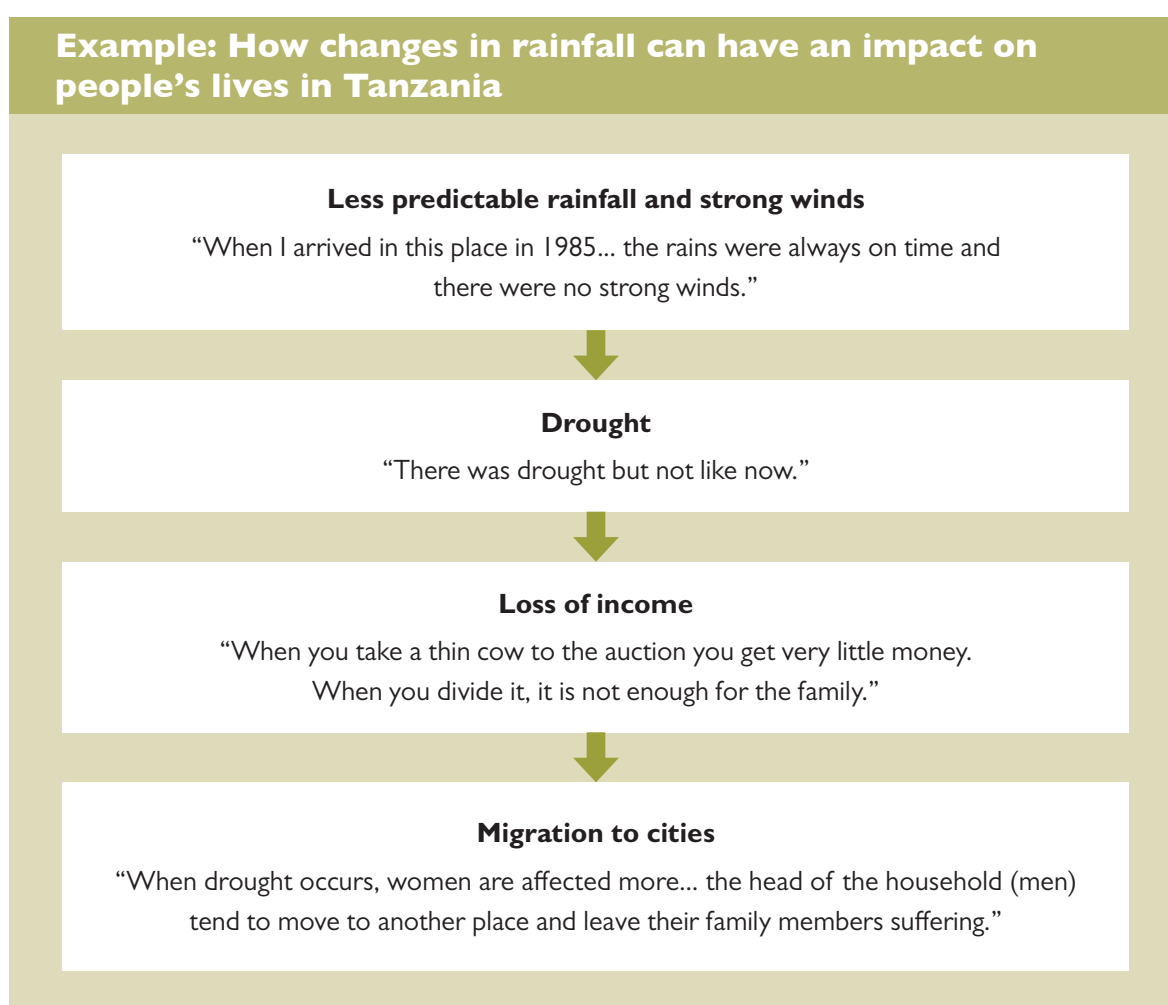 Example: How changes in rainfall can have an impact on
people’s lives in Tanzania
Less predictable rainfall and strong winds
“When I arrived in this place in 1985... the rains were always on time and
there were no strong winds.”
Drought
“There was drought but not like now.”
Loss of income
“When you take a thin cow to the auction you get very little money.
When you divide it, it is not enough for the family.”
Migration to cities
“When drought occurs, women are affected more... the head of the household (men)
tend to move to another place and leave their family members suffering.”